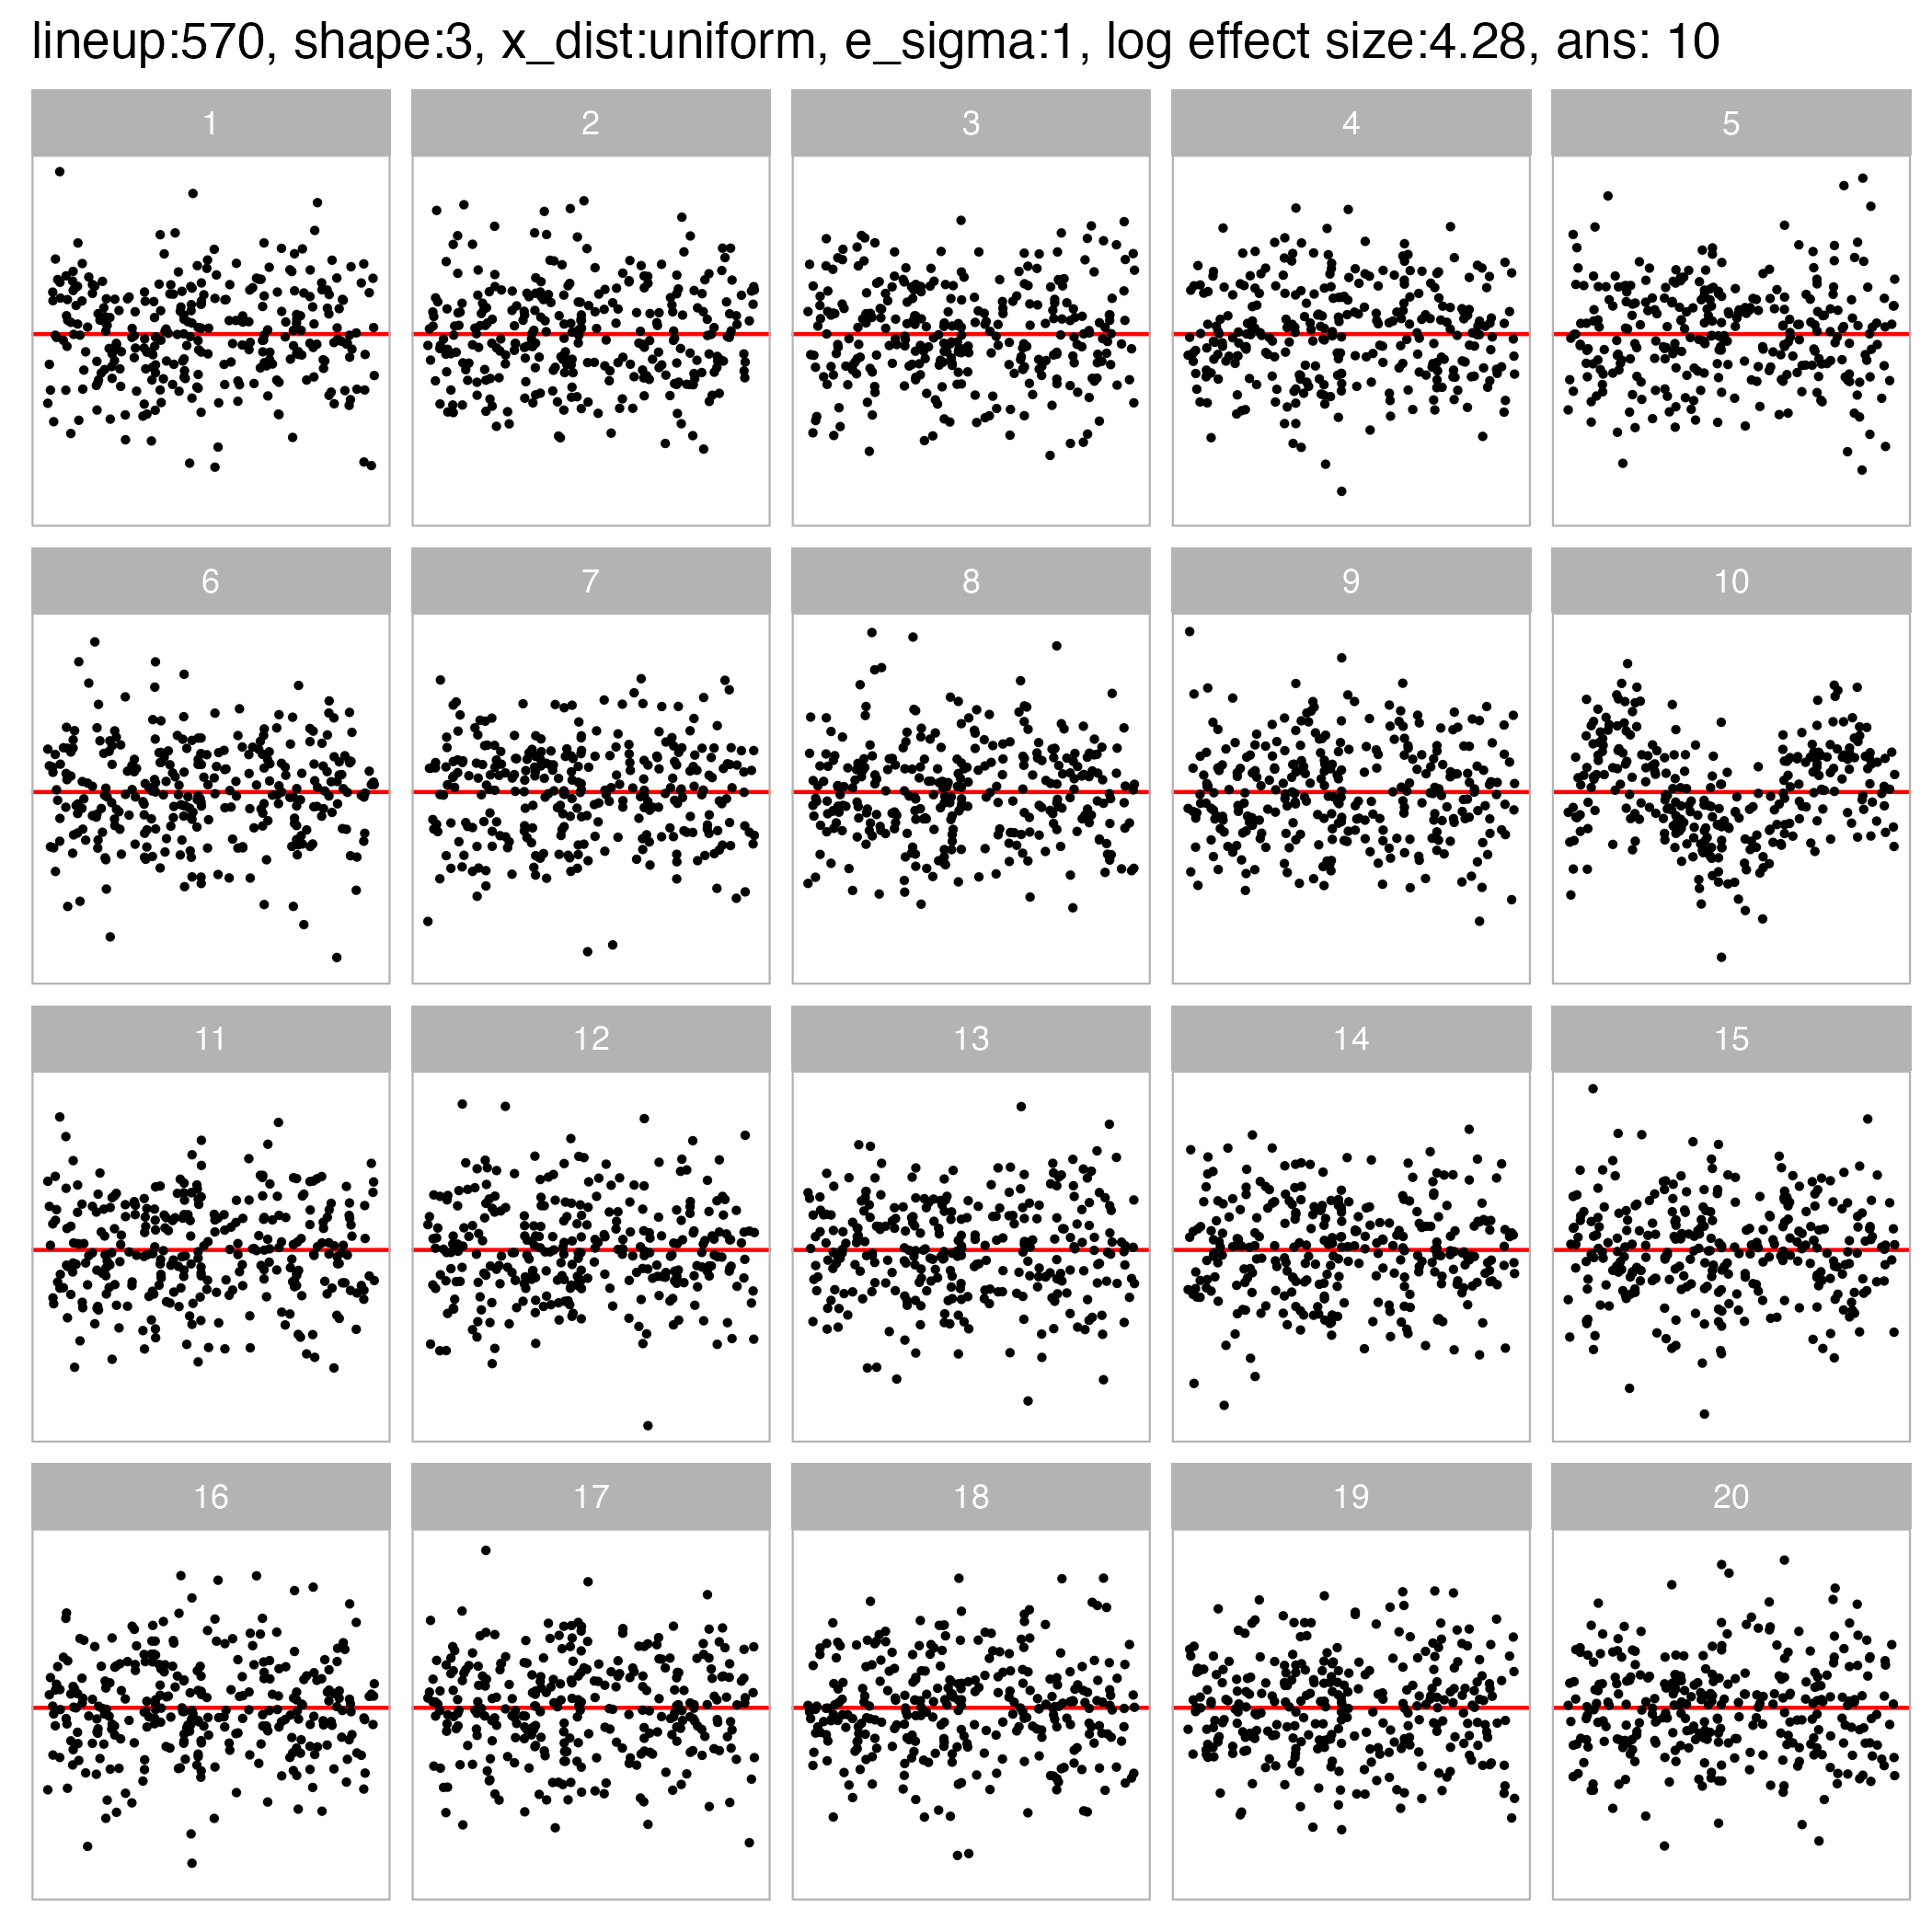 lineup:570, shape:3, x_dist:uniform, e_sigma:1, log effect size:4.28, ans: 10
1 2 3 4 5
6 7 8 9 10
11 12 13 14 15
16 17 18 19 20